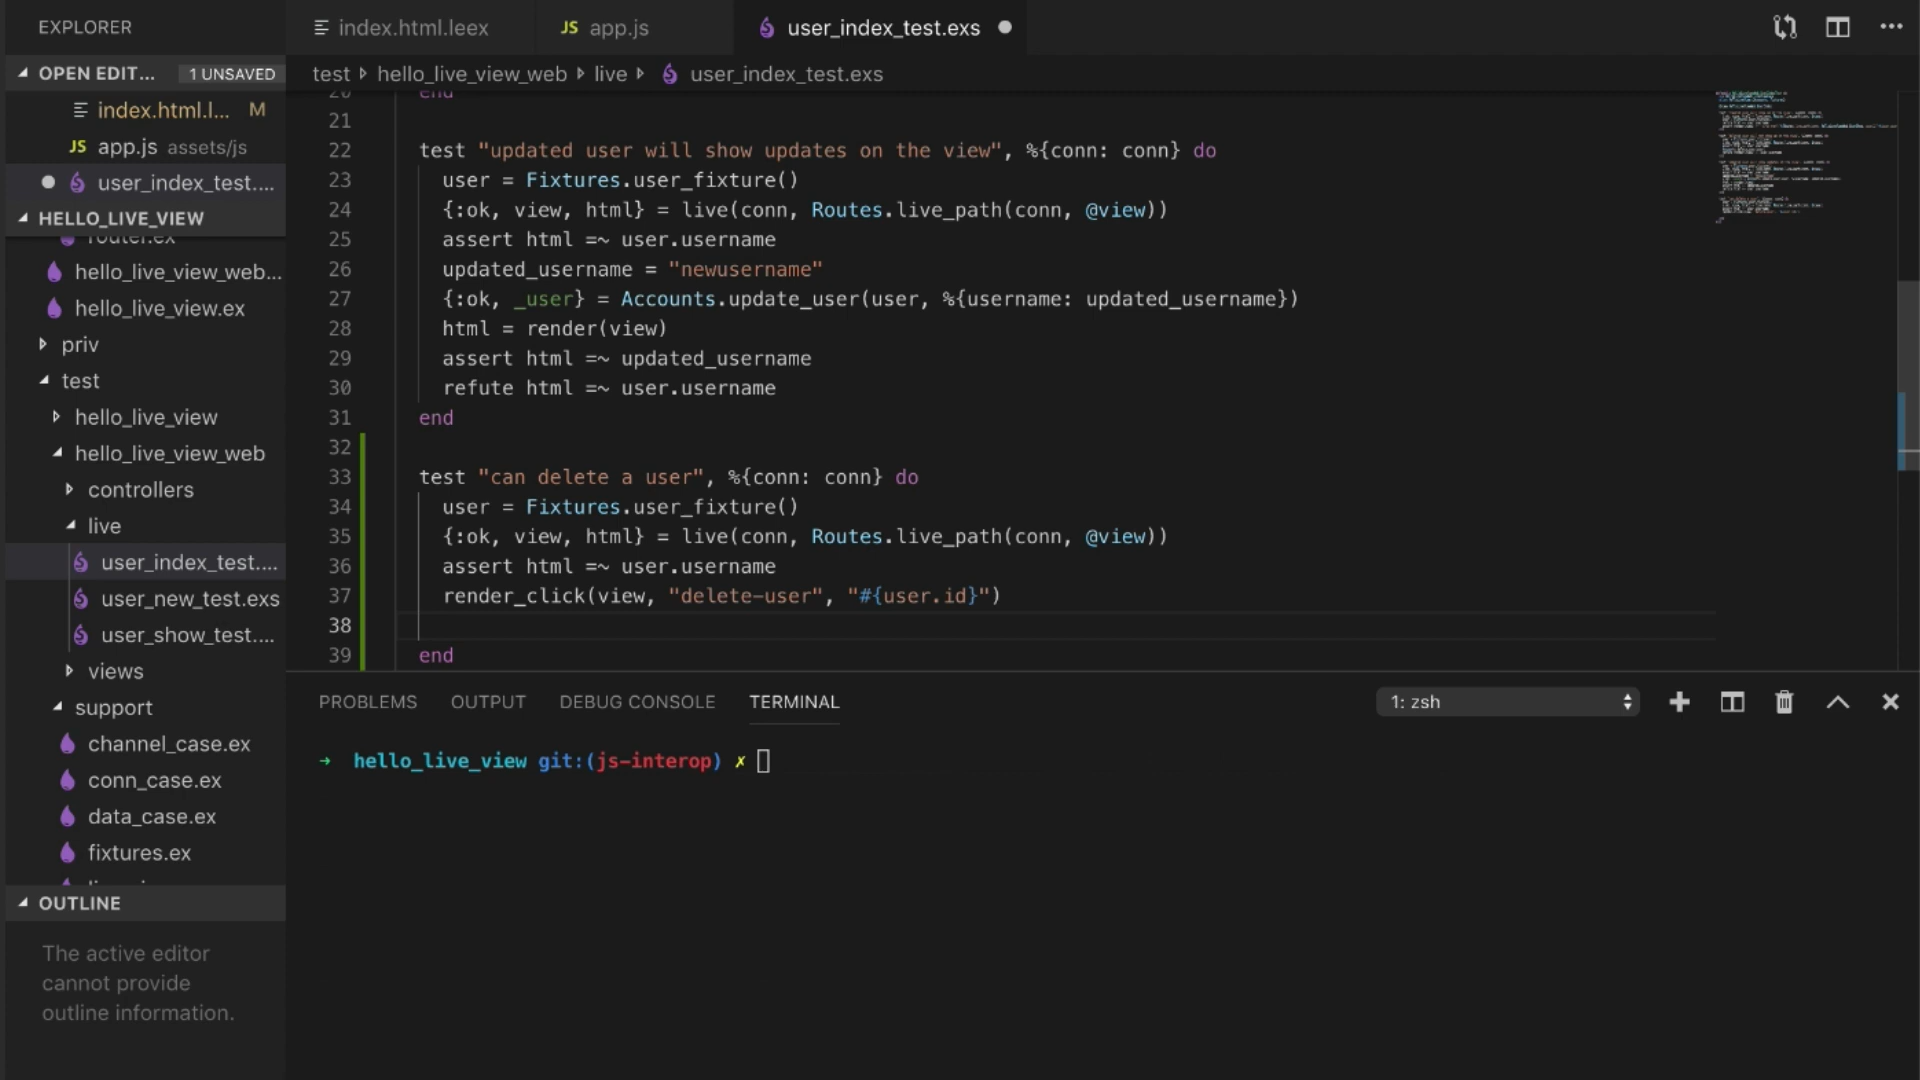 EXPLORER
index.html.leex
JS app.js
user_index_test.exs
OPEN EDIT...
1 UNSAVED
index.html.l... M
JS app.js assets/js
user_index_test....
HELLO_LIVE_VIEW
router.ex
hello_live_view_web...
hello_live_view.ex
priv
test
hello_live_view
hello_live_view_web
controllers
live
user_index_test....
user_new_test.exs
user_show_test....
views
support
channel_case.ex
conn_case.ex
data_case.ex
fixtures.ex
OUTLINE
The active editor
cannot provide
outline information.
test hello_live_view_web live user_index_test.exs
20 end
21
22 test "updated user will show updates on the view", %{conn: conn} do
23 user = Fixtures.user_fixture()
24 {:ok, view, html} = live(conn, Routes.live_path(conn, @view))
25 assert html =~ user.username
26 updated_username = "newusername"
27 {:ok, _user} = Accounts.update_user(user, %{username: updated_username})
28 html = render(view)
29 assert html =~ updated_username
30 refute html =~ user.username
31 end
32
33 test "can delete a user", %{conn: conn} do
34 user = Fixtures.user_fixture()
35 {:ok, view, html} = live(conn, Routes.live_path(conn, @view))
36 assert html =~ user.username
37 render_click(view, "delete-user", "#{user.id}")
38
39 end
PROBLEMS OUTPUT DEBUG CONSOLE TERMINAL
1: zsh
➜ hello_live_view git:(js-interop) ✗